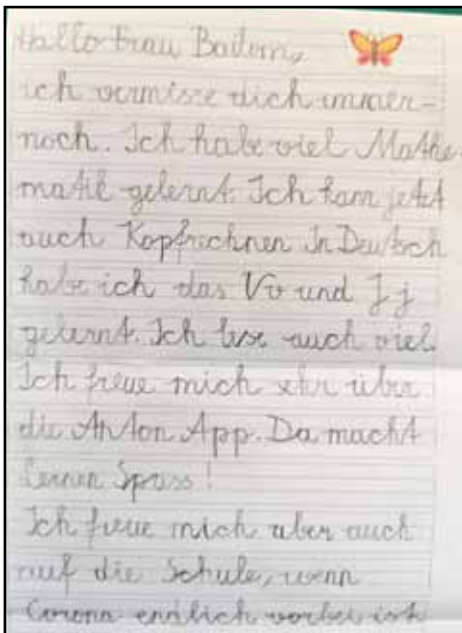 Hallo Frau Bailom,
ich vermisse dich immer-
noch. Ich habe viel Mathe-
matik gelernt. Ich kann jetzt
auch Kopfrechnen. In Deutsch
habe ich das Vv und Jj
gelernt. Ich lese auch viel.
Ich freue mich sehr über
die Anton App. Da macht
lernen Spass!
Ich freue mich aber auch
auf die Schule, wenn
Corona endlich vorbei ist